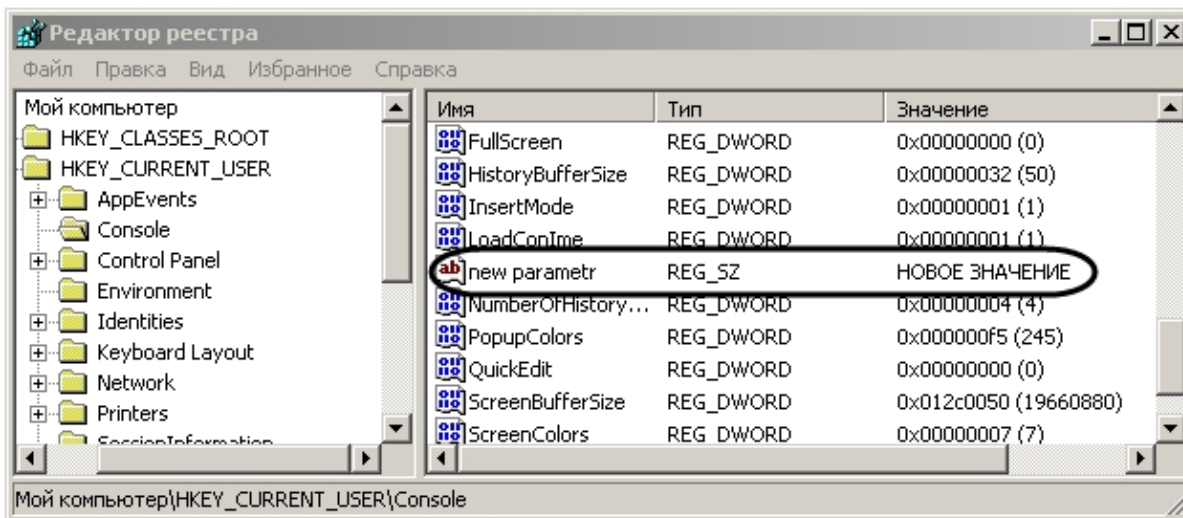 Редактор реестра
Файл Правка Вид Избранное Справка
Мой компьютер
HKEY_CLASSES_ROOT
HKEY_CURRENT_USER
AppEvents
Console
Control Panel
Environment
Identities
Keyboard Layout
Network
Printers
SessionInformation
Имя Тип Значение
FullScreen REG_DWORD 0x00000000 (0)
HistoryBufferSize REG_DWORD 0x00000032 (50)
InsertMode REG_DWORD 0x00000001 (1)
LoadConIme REG_DWORD 0x00000001 (1)
new parametr REG_SZ НОВОЕ ЗНАЧЕНИЕ
NumberOfHistory... REG_DWORD 0x00000004 (4)
PopupColors REG_DWORD 0x000000f5 (245)
QuickEdit REG_DWORD 0x00000000 (0)
ScreenBufferSize REG_DWORD 0x012c0050 (19660880)
ScreenColors REG_DWORD 0x00000007 (7)
Мой компьютер\HKEY_CURRENT_USER\Console